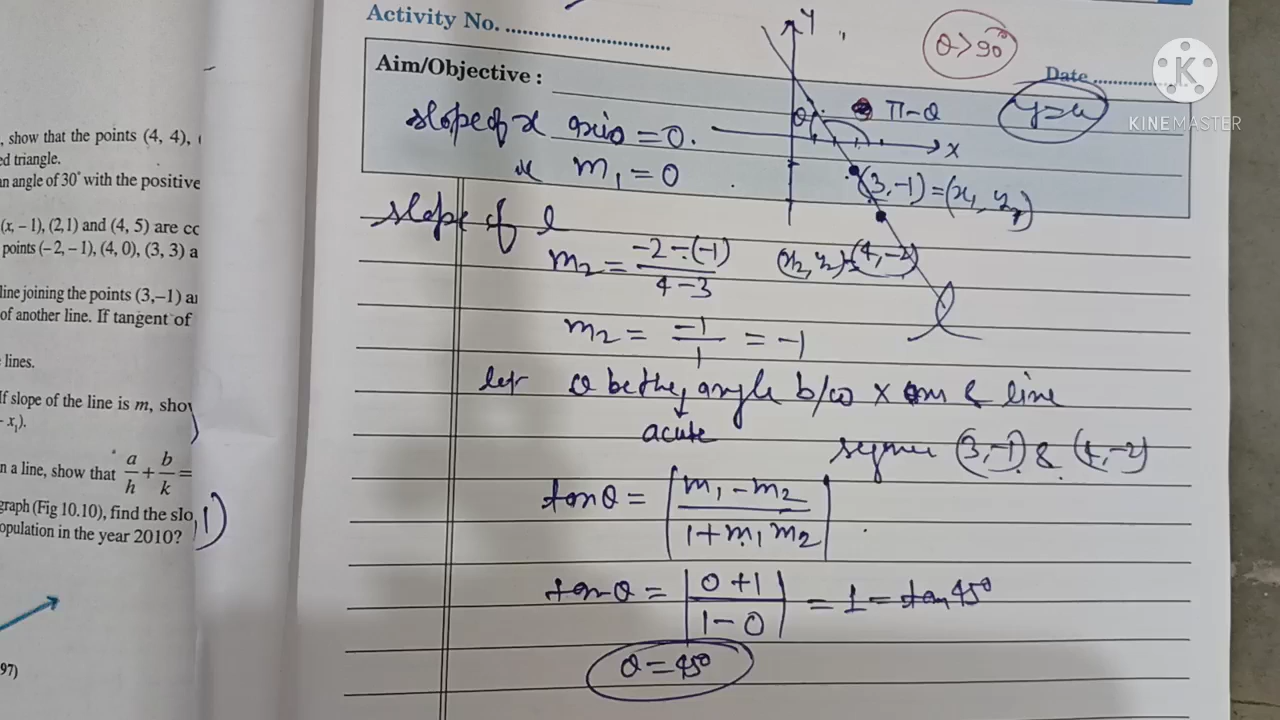 Activity No.
Y
θ>90°
Date
KINEMASTER
Aim/Objective :
θ
π-θ
y=x
slope of x axis = 0.
X
m₁ = 0
(3,-1) = (x₁, y₁)
slope of l
m₂ = -2-(-1) / 4-3
(x₂, y₂) = (4,-2)
l
m₂ = -1/1 = -1
let θ be the angle b/w x & line
acute
(3,-1) & (4,-2)
tanθ = | m₁-m₂ / 1+m₁m₂ |
tanθ = | 0+1 / 1-0 | = 1 = tan 45°
θ = 45°
, show that the points (4, 4), (
ed triangle.
an angle of 30° with the positive
(x, – 1), (2,1) and (4, 5) are co
points (–2, –1), (4, 0), (3, 3) a
line joining the points (3,–1) an
of another line. If tangent of
lines.
If slope of the line is m, show
– x₁).
n a line, show that a/h + b/k =
graph (Fig 10.10), find the slo
opulation in the year 2010?
97)